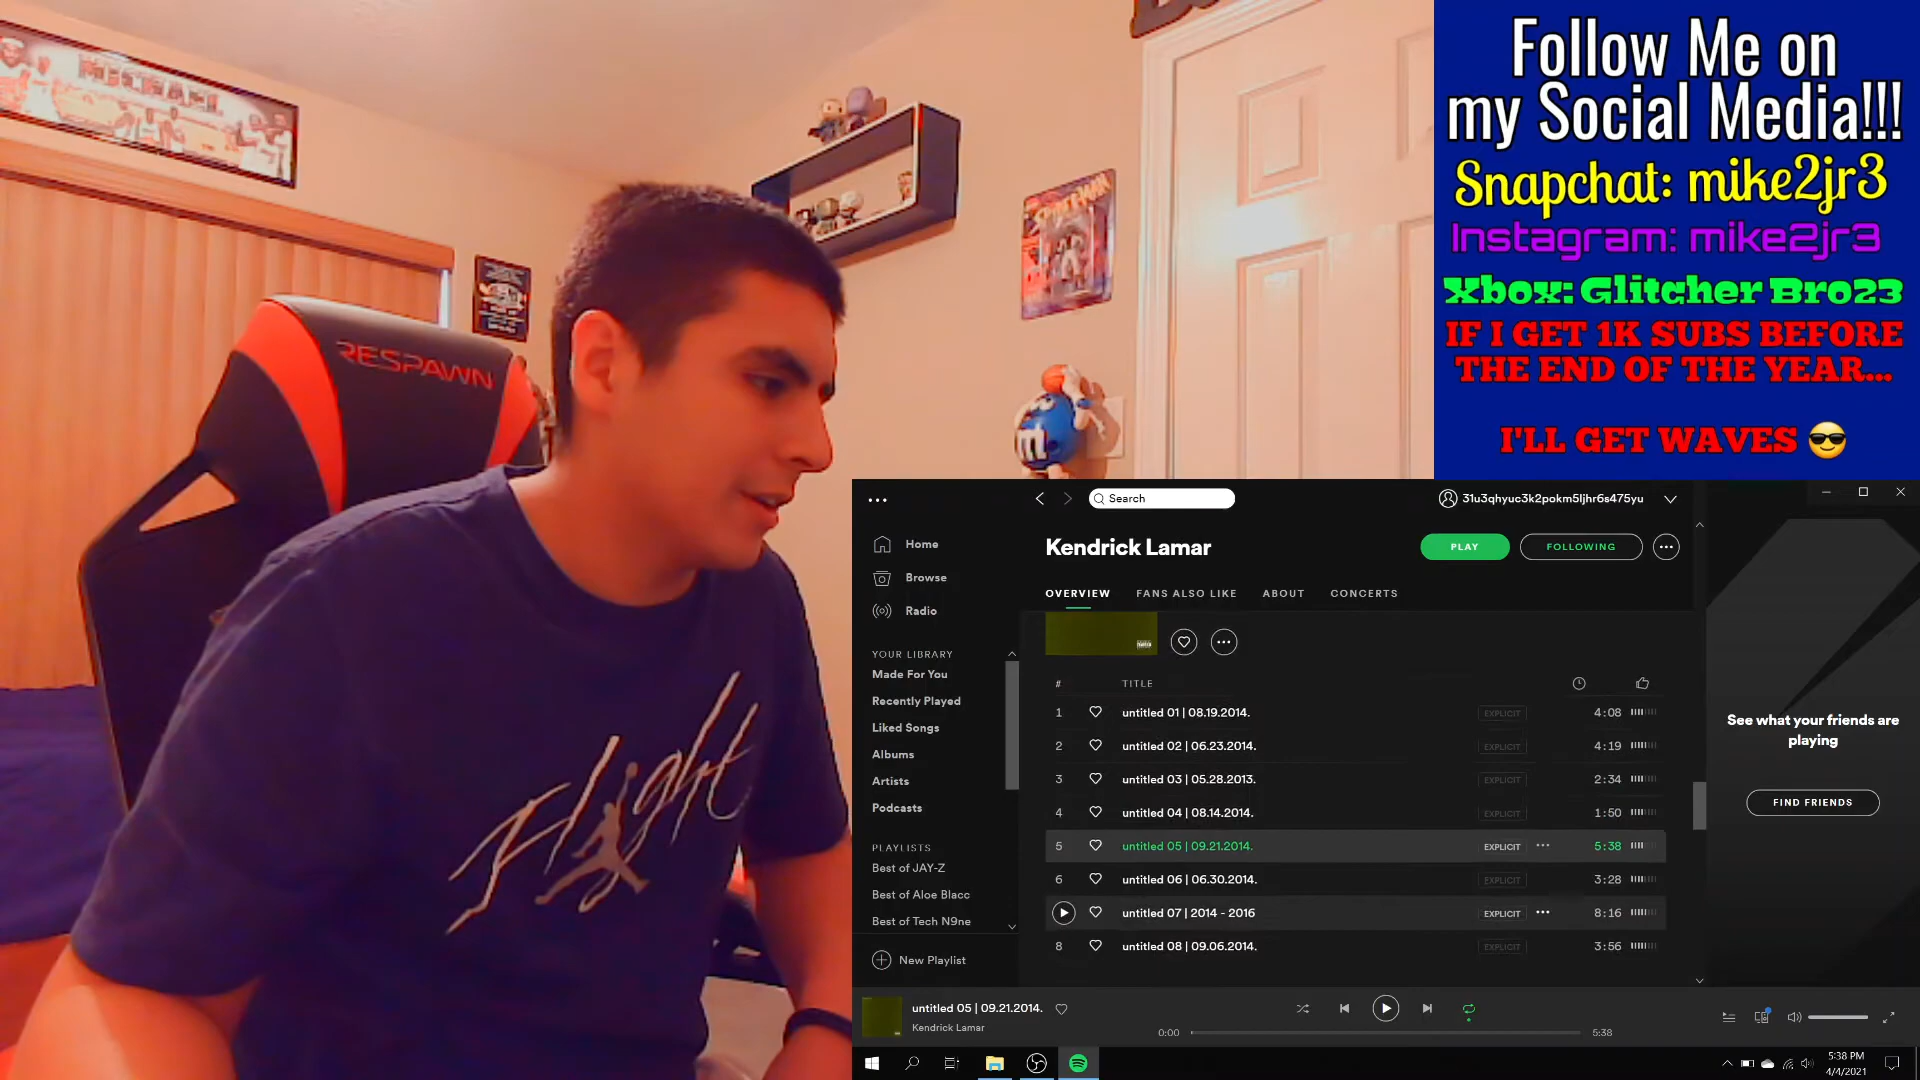 Follow Me on
my Social Media!!!
Snapchat: mike2jr3
Instagram: mike2jr3
Xbox: Glitcher Bro23
IF I GET 1K SUBS BEFORE
THE END OF THE YEAR...
I'LL GET WAVES 😎
RESPAWN
Flight
m
Search
31u3qhyuc3k2pokm5ljhr6s475yu
Home
Browse
Radio
YOUR LIBRARY
Made For You
Recently Played
Liked Songs
Albums
Artists
Podcasts
PLAYLISTS
Best of JAY-Z
Best of Aloe Blacc
Best of Tech N9ne
New Playlist
Kendrick Lamar
PLAY
FOLLOWING
OVERVIEW FANS ALSO LIKE ABOUT CONCERTS
# TITLE
1 untitled 01 | 08.19.2014. EXPLICIT 4:08
2 untitled 02 | 06.23.2014. EXPLICIT 4:19
3 untitled 03 | 05.28.2013. EXPLICIT 2:34
4 untitled 04 | 08.14.2014. EXPLICIT 1:50
5 untitled 05 | 09.21.2014. EXPLICIT 5:38
6 untitled 06 | 06.30.2014. EXPLICIT 3:28
untitled 07 | 2014 - 2016 EXPLICIT 8:16
8 untitled 08 | 09.06.2014. EXPLICIT 3:56
See what your friends are
playing
FIND FRIENDS
untitled 05 | 09.21.2014.
Kendrick Lamar
0:00
5:38
5:38 PM
4/4/2021